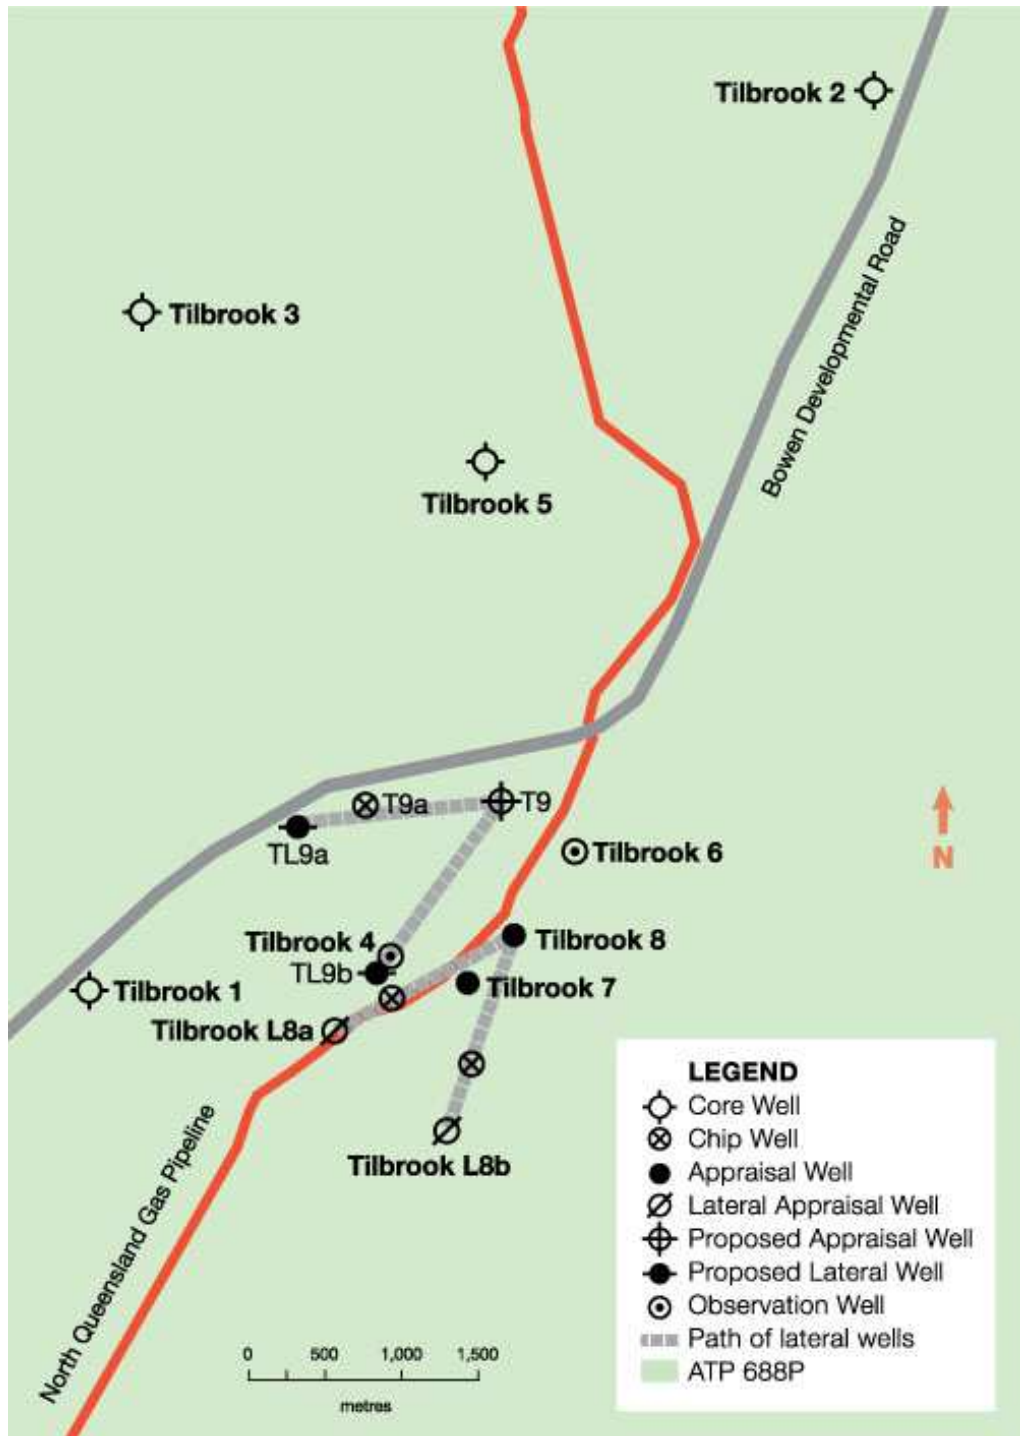 Tilbrook 2
Bowen Developmental Road
Tilbrook 3
Tilbrook 5
T9a
T9
TL9a
Tilbrook 6
N
Tilbrook 4
Tilbrook 8
TL9b
Tilbrook 7
Tilbrook 1
Tilbrook L8a
Tilbrook L8b
North Queensland Gas Pipeline
LEGEND
Core Well
Chip Well
Appraisal Well
Lateral Appraisal Well
Proposed Appraisal Well
Proposed Lateral Well
Observation Well
Path of lateral wells
ATP 688P
0 500 1,000 1,500
metres